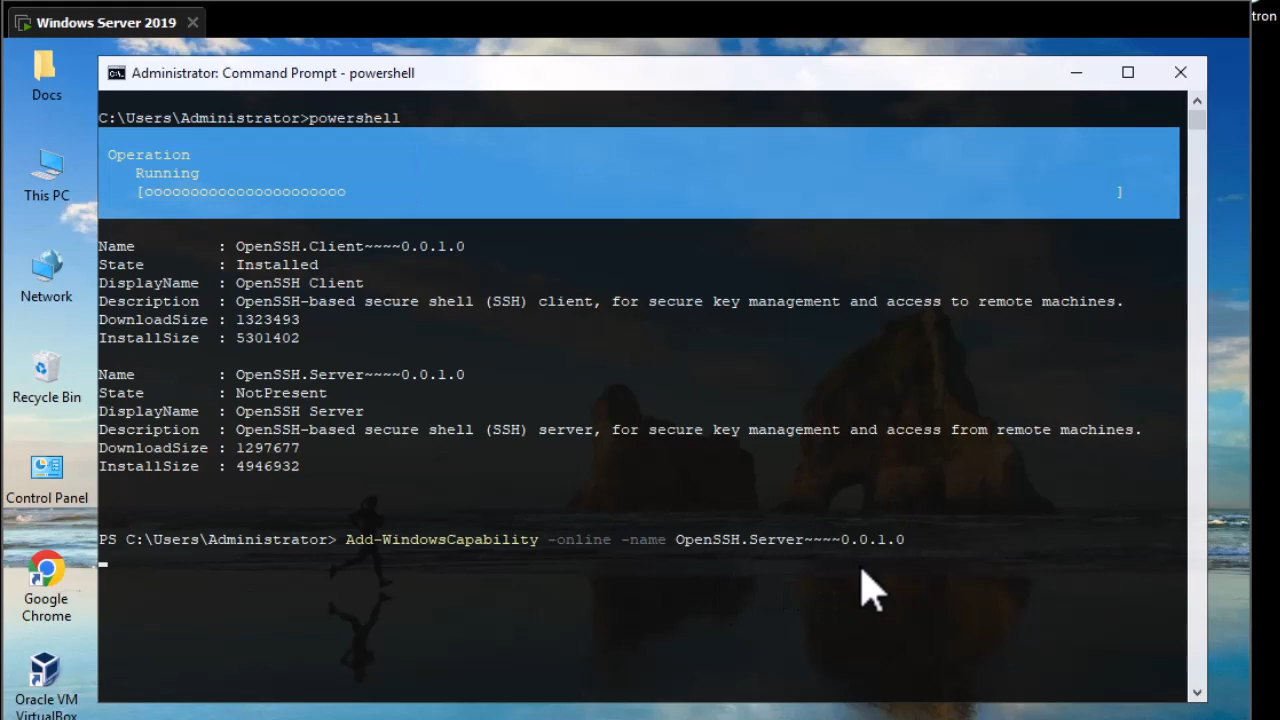 Windows Server 2019
tron
Docs
This PC
Network
Recycle Bin
Control Panel
Google
Chrome
Oracle VM
VirtualBox
Administrator: Command Prompt - powershell
C:\Users\Administrator>powershell
Operation
Running
[oooooooooooooooooooooo ]
Name : OpenSSH.Client~~~~0.0.1.0
State : Installed
DisplayName : OpenSSH Client
Description : OpenSSH-based secure shell (SSH) client, for secure key management and access to remote machines.
DownloadSize : 1323493
InstallSize : 5301402
Name : OpenSSH.Server~~~~0.0.1.0
State : NotPresent
DisplayName : OpenSSH Server
Description : OpenSSH-based secure shell (SSH) server, for secure key management and access from remote machines.
DownloadSize : 1297677
InstallSize : 4946932
PS C:\Users\Administrator> Add-WindowsCapability -online -name OpenSSH.Server~~~~0.0.1.0